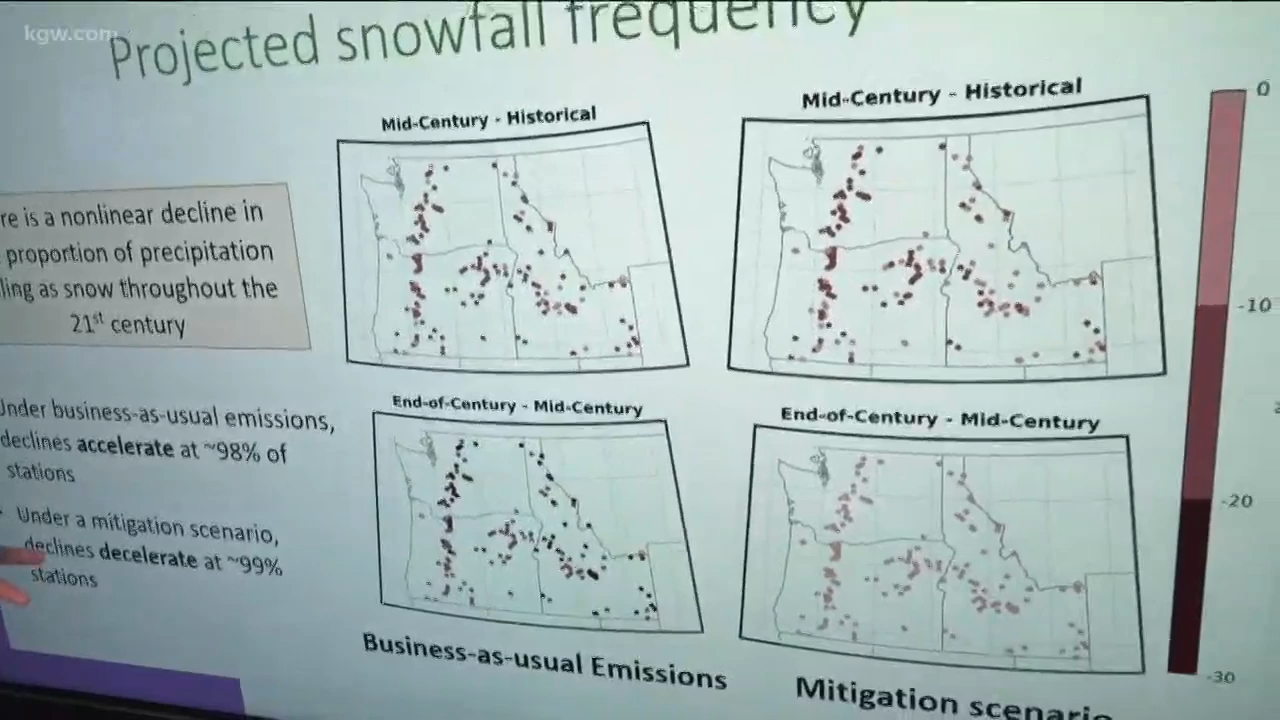 kgw.com
Projected snowfall frequency
Mid-Century - Historical
Mid-Century - Historical
re is a nonlinear decline in
proportion of precipitation
ling as snow throughout the
21st century
Under business-as-usual emissions,
declines accelerate at ~98% of
stations
Under a mitigation scenario,
declines decelerate at ~99%
stations
End-of-Century - Mid-Century
End-of-Century - Mid-Century
Business-as-usual Emissions
Mitigation scenario
0
-10
-20
-30